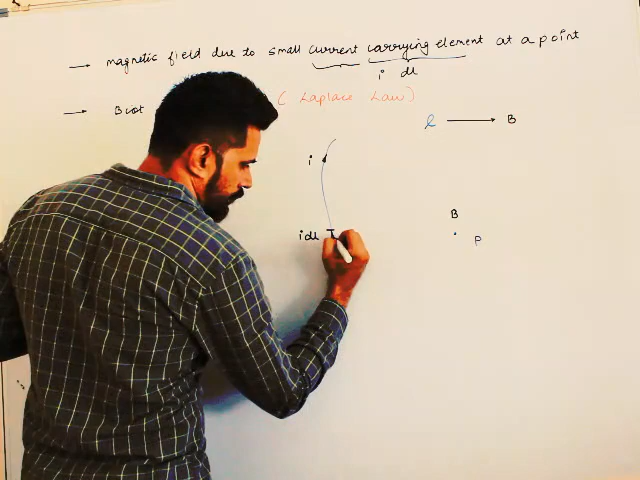 → magnetic field due to small current carrying element at a point
i dl
→ Biot ( Laplace Law )
l → B
i
B
idl
P